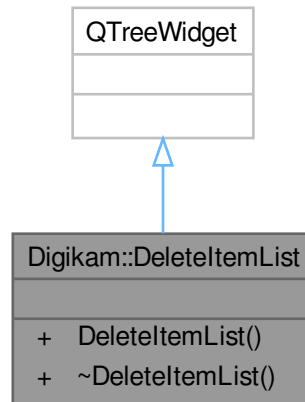 QTreeWidget
Digikam::DeleteItemList
+ DeleteItemList()
+ ~DeleteItemList()